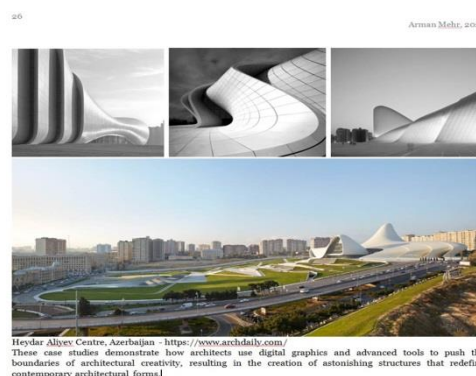 26
Arman Mehr, 20
Heydar Aliyev Centre, Azerbaijan - https://www.archdaily.com/
These case studies demonstrate how architects use digital graphics and advanced tools to push
boundaries of architectural creativity, resulting in the creation of astonishing structures that
contemporary architectural forms.